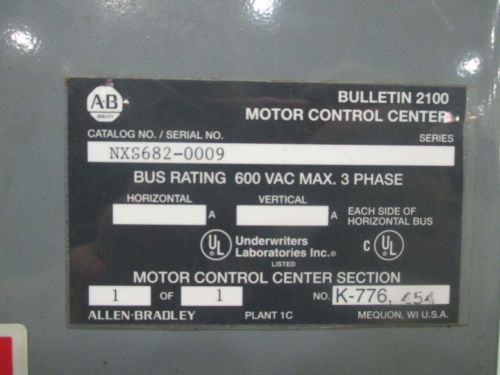 A-B
BULLETIN 2100
MOTOR CONTROL CENTER
CATALOG NO. / SERIAL NO. SERIES
NXS682-0009
BUS RATING 600 VAC MAX. 3 PHASE
HORIZONTAL VERTICAL
A A EACH SIDE OF HORIZONTAL BUS
UL Underwriters Laboratories Inc.® LISTED C UL
MOTOR CONTROL CENTER SECTION
1 OF 1 NO. K-776,
ALLEN-BRADLEY PLANT 1C MEQUON, WI U.S.A.